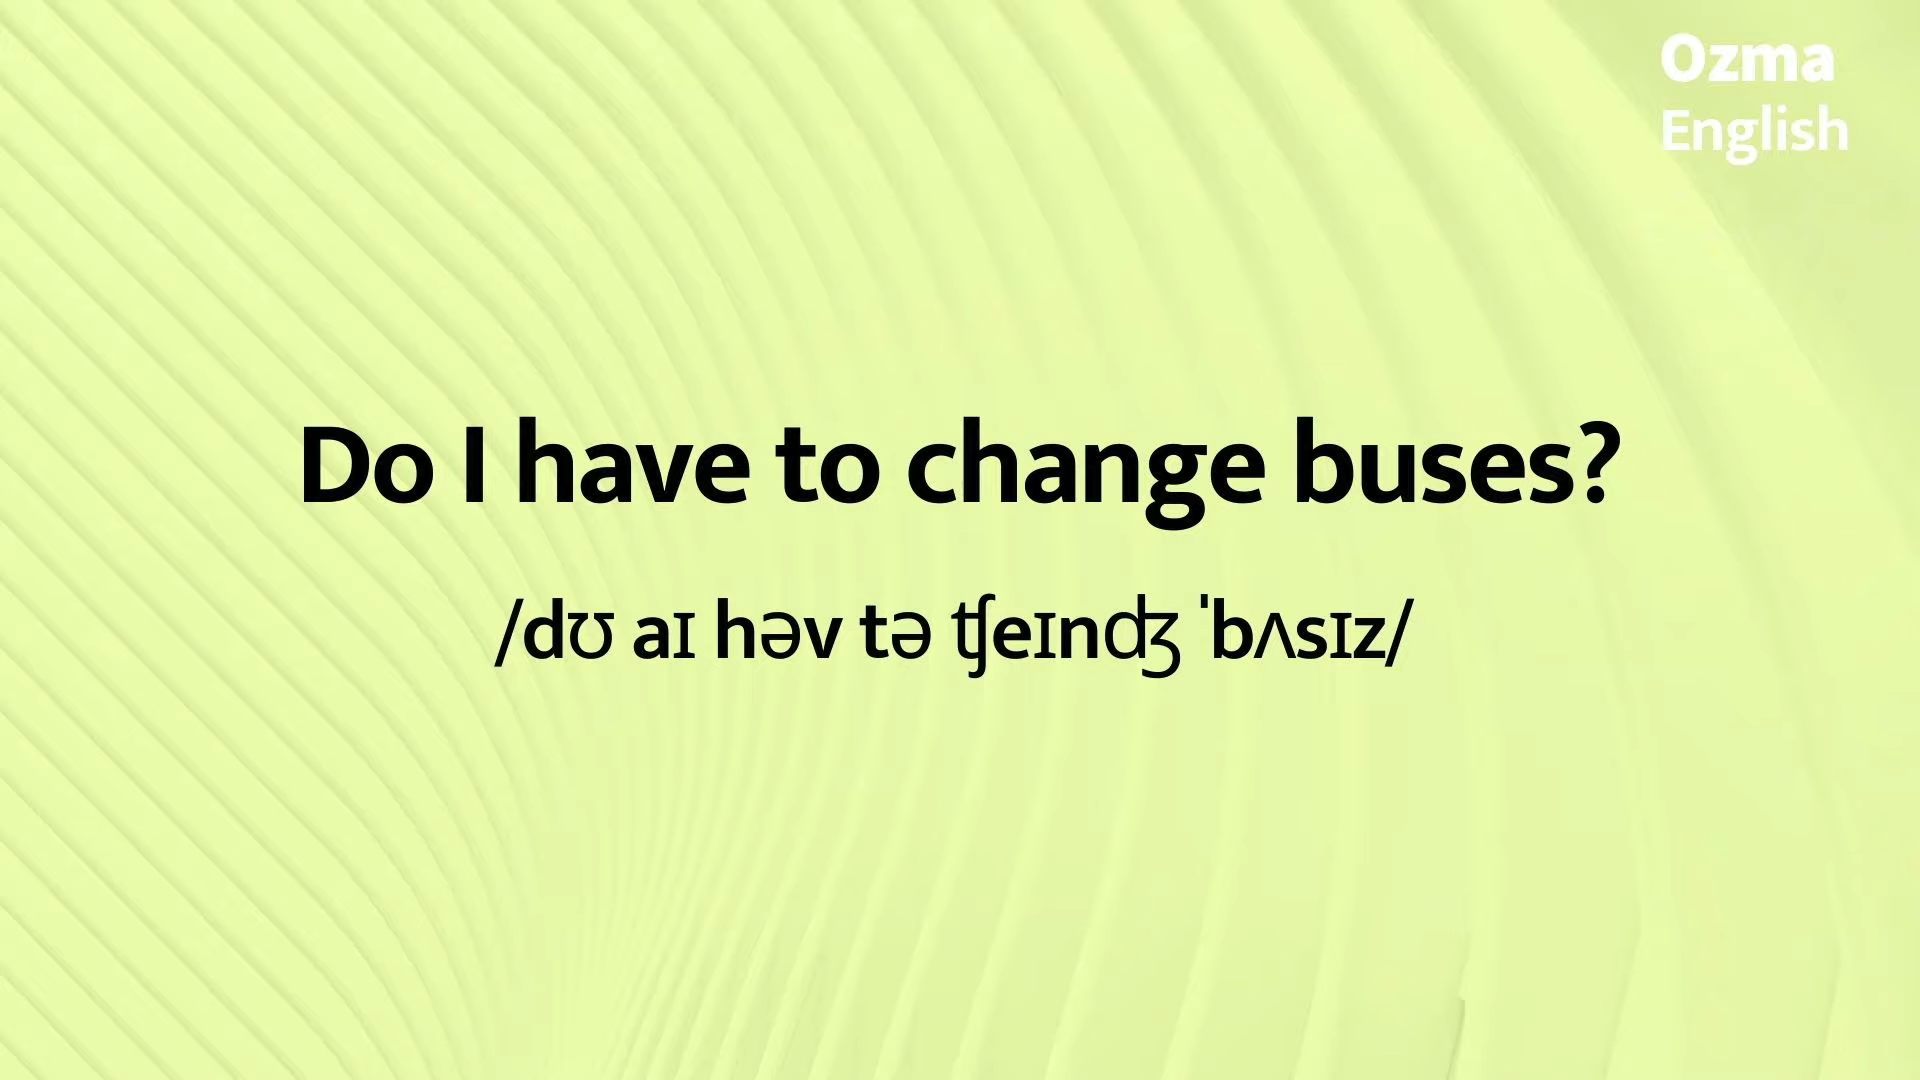 Ozma
English
Do I have to change buses?
/dʊ aɪ həv tə ʧeɪnʤ ˈbʌsɪz/